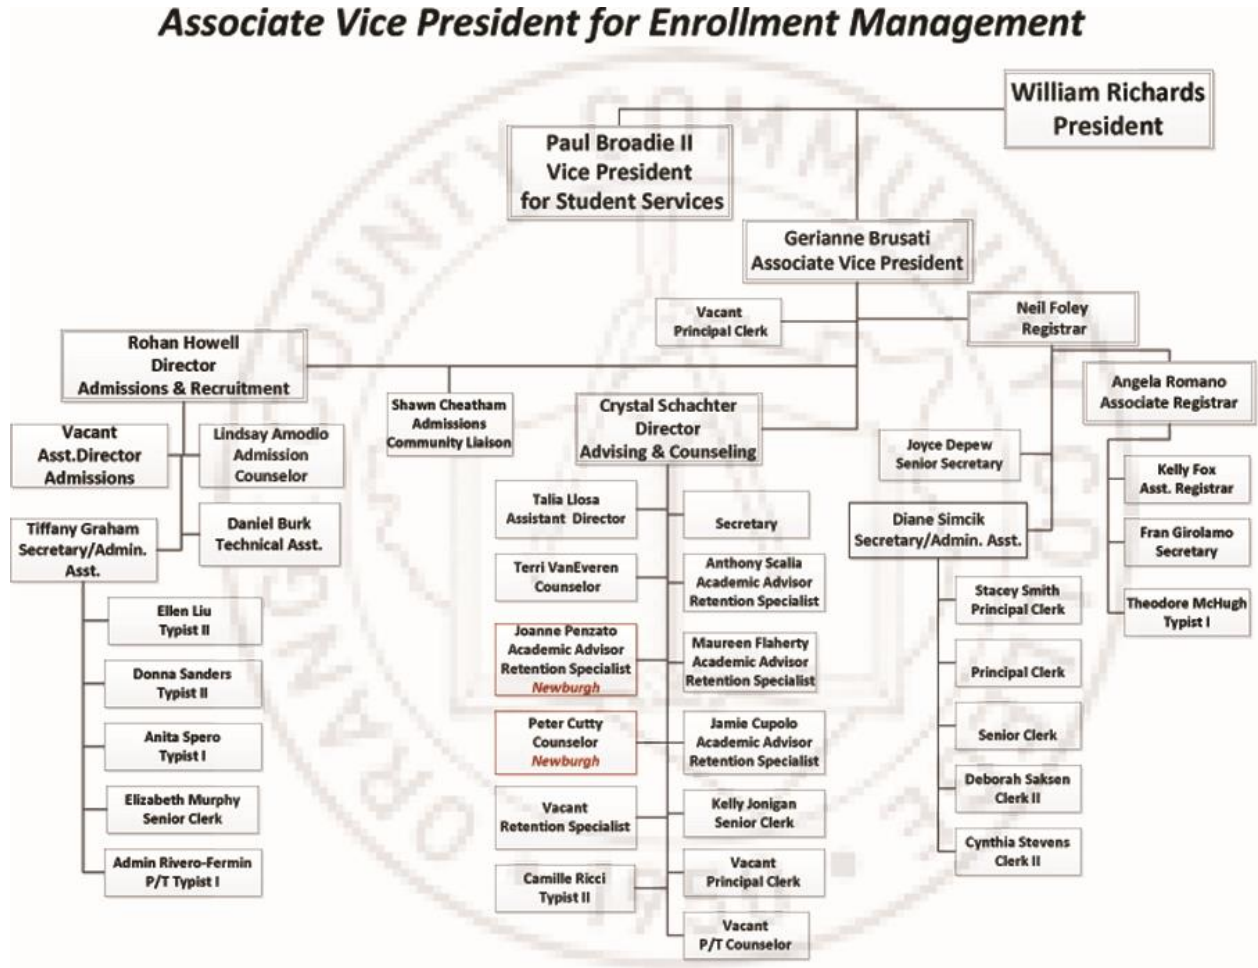 Associate Vice President for Enrollment Management
William Richards
President
Paul Broadie II
Vice President
for Student Services
Gerianne Brusati
Associate Vice President
Vacant
Principal Clerk
Neil Foley
Registrar
Rohan Howell
Director
Admissions & Recruitment
Shawn Cheatham
Admissions
Community Liaison
Crystal Schachter
Director
Advising & Counseling
Angela Romano
Associate Registrar
Vacant
Asst.Director
Admissions
Lindsay Amodio
Admission
Counselor
Tiffany Graham
Secretary/Admin.
Asst.
Daniel Burk
Technical Asst.
Ellen Liu
Typist II
Donna Sanders
Typist II
Anita Spero
Typist I
Elizabeth Murphy
Senior Clerk
Admin Rivero-Fermin
P/T Typist I
Talia Llosa
Assistant Director
Secretary
Terri VanEveren
Counselor
Anthony Scalia
Academic Advisor
Retention Specialist
Joanne Penzato
Academic Advisor
Retention Specialist
Newburgh
Maureen Flaherty
Academic Advisor
Retention Specialist
Peter Cutty
Counselor
Newburgh
Jamie Cupolo
Academic Advisor
Retention Specialist
Vacant
Retention Specialist
Kelly Jonigan
Senior Clerk
Camille Ricci
Typist II
Vacant
Principal Clerk
Vacant
P/T Counselor
Joyce Depew
Senior Secretary
Diane Simcik
Secretary/Admin. Asst.
Stacey Smith
Principal Clerk
Principal Clerk
Senior Clerk
Deborah Saksen
Clerk II
Cynthia Stevens
Clerk II
Kelly Fox
Asst. Registrar
Fran Girolamo
Secretary
Theodore McHugh
Typist I
ORANGE COUNTY COMMUNITY COLLEGE
1950